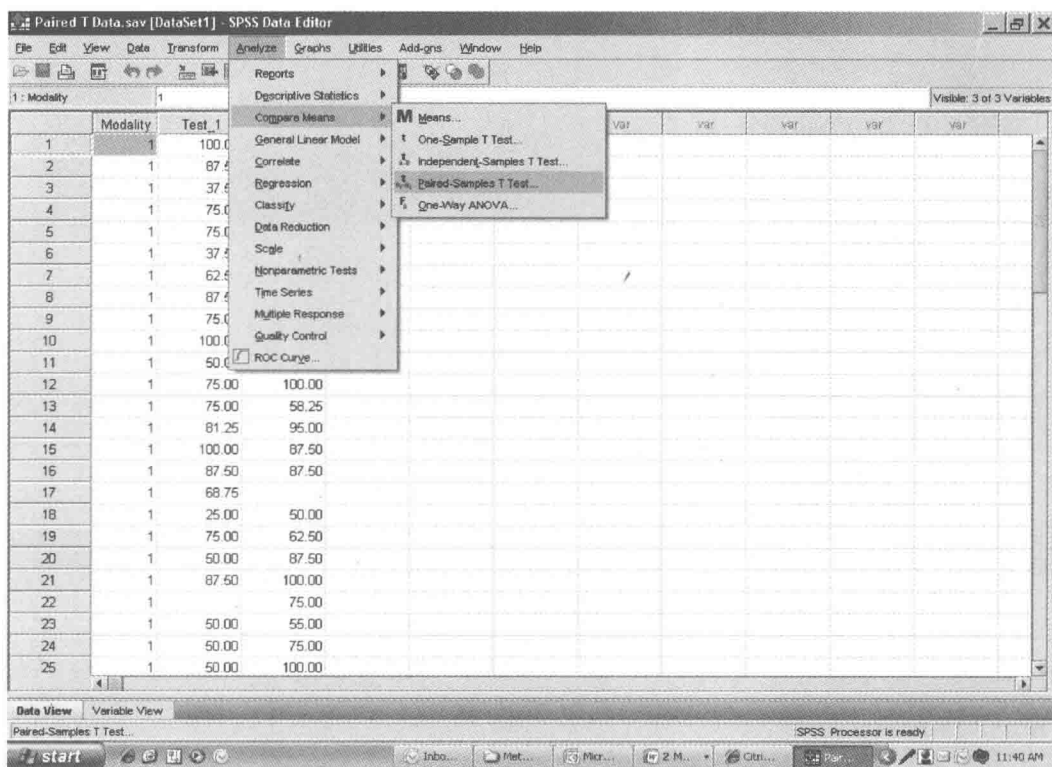 Paired T Data.sav [DataSet1] - SPSS Data Editor
File Edit View Data Transform Analyze Graphs Utilities Add-ons Window Help
1 : Modality 1 Visible: 3 of 3 Variables
Reports
Descriptive Statistics
Compare Means
General Linear Model
Correlate
Regression
Classify
Data Reduction
Scale
Nonparametric Tests
Time Series
Multiple Response
Quality Control
ROC Curve...
M Means...
t One-Sample T Test...
Independent-Samples T Test...
Paired-Samples T Test...
One-Way ANOVA...
Modality Test_1 var var var var var
1 1 100.0
2 1 87.5
3 1 37.5
4 1 75.0
5 1 75.0
6 1 37.5
7 1 62.5
8 1 87.5
9 1 75.0
10 1 100.0
11 1 50.0
12 1 75.00 100.00
13 1 75.00 58.25
14 1 81.25 95.00
15 1 100.00 87.50
16 1 87.50 87.50
17 1 68.75
18 1 25.00 50.00
19 1 75.00 62.50
20 1 50.00 87.50
21 1 87.50 100.00
22 1 75.00
23 1 50.00 55.00
24 1 50.00 75.00
25 1 50.00 100.00
Data View Variable View
Paired-Samples T Test... SPSS Processor is ready
start Inbo... Met... Micr... 2 M... Citri... Pair... 11:40 AM